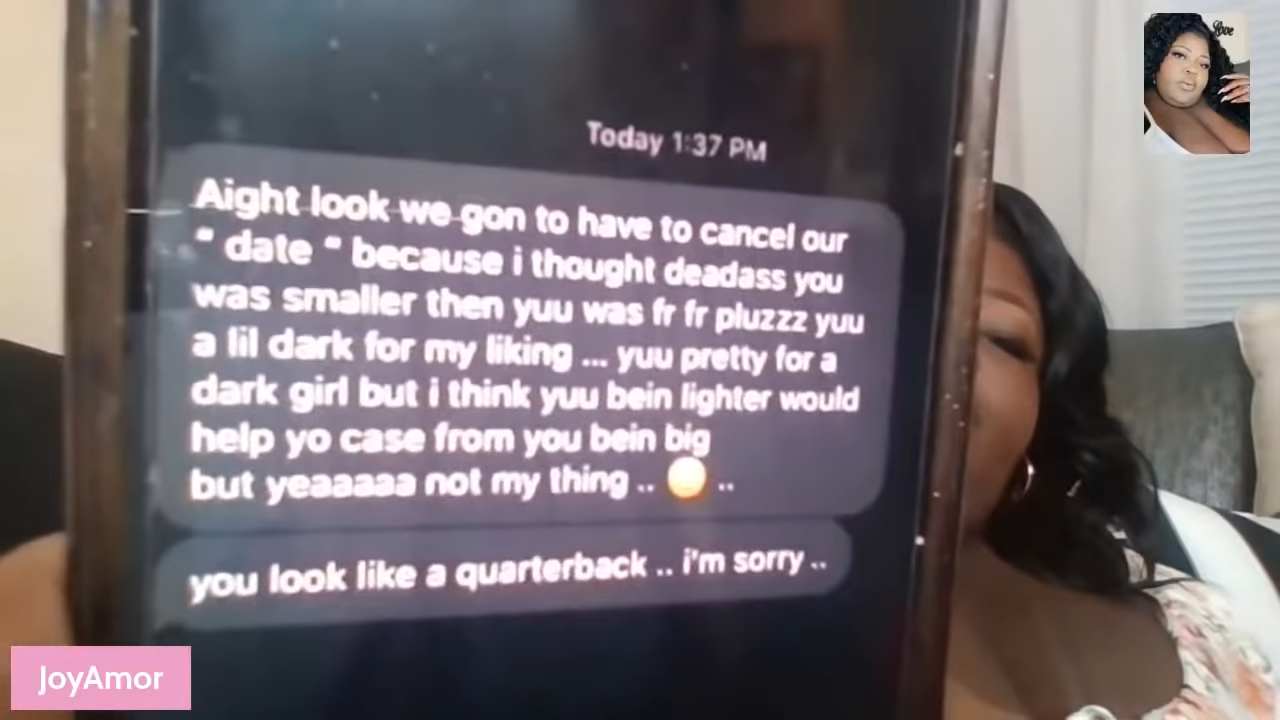 Love
Today 1:37 PM
Aight look we gon to have to cancel our
" date " because i thought deadass you
was smaller then yuu was fr fr pluzzz yuu
a lil dark for my liking ... yuu pretty for a
dark girl but i think yuu bein lighter would
help yo case from you bein big
but yeaaaaa not my thing .. 😳 ..
you look like a quarterback .. i'm sorry ..
JoyAmor